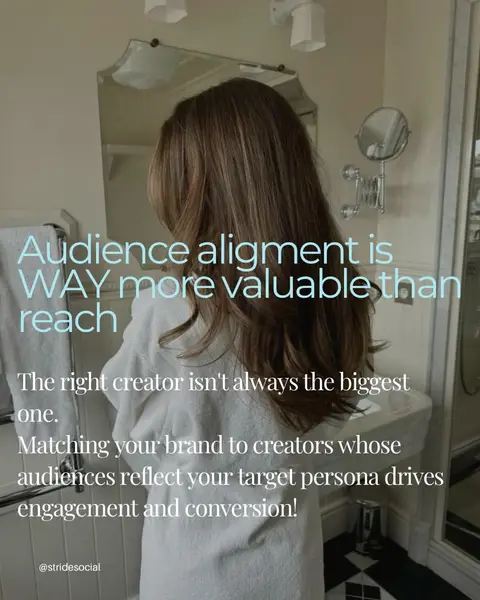 Audience aligment is
WAY more valuable than
reach
The right creator isn't always the biggest
one.
Matching your brand to creators whose
audiences reflect your target persona drives
engagement and conversion!
@stridesocial